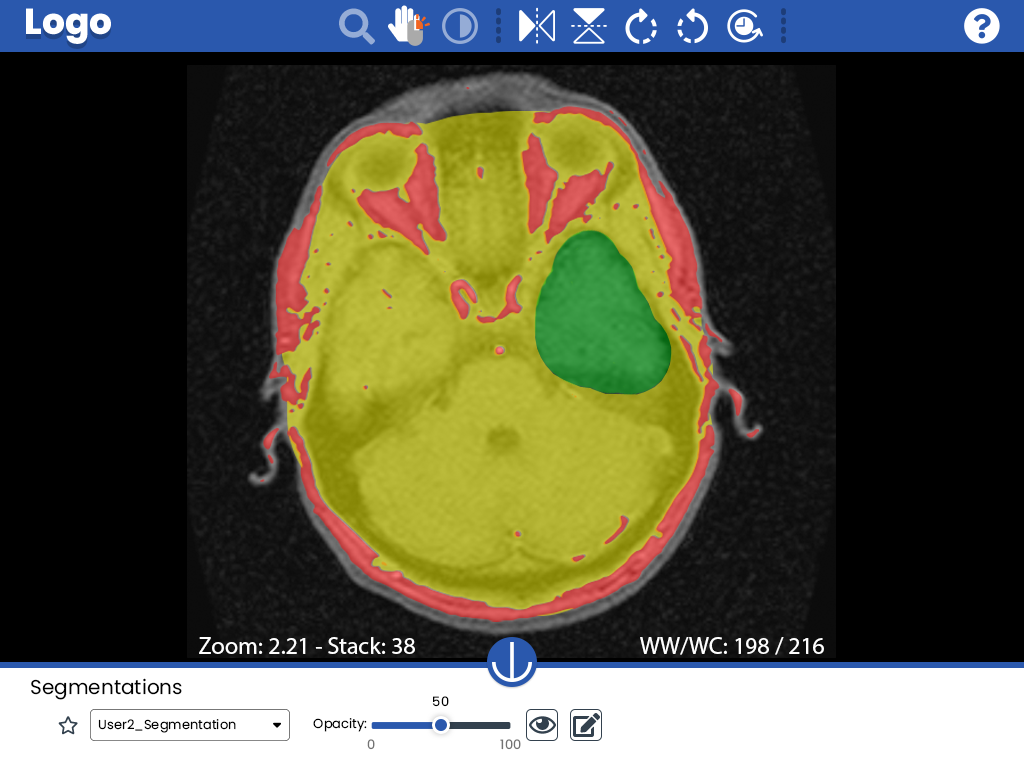 Logo
Zoom: 2.21 - Stack: 38
WW/WC: 198 / 216
Segmentations
User2_Segmentation
Opacity:
50
0
100